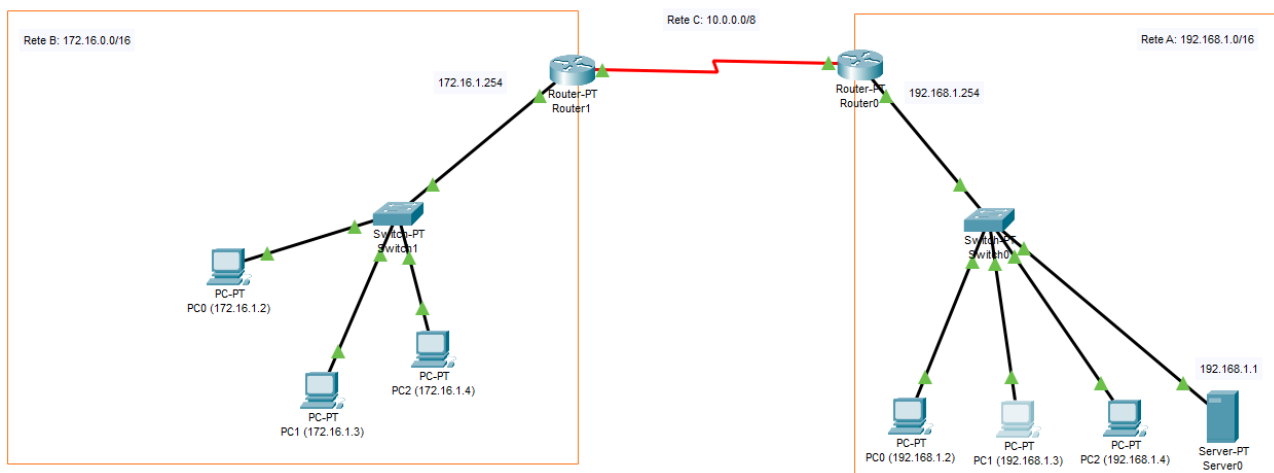 Rete B: 172.16.0.0/16
Rete C: 10.0.0.0/8
Rete A: 192.168.1.0/16
172.16.1.254
Router-PT
Router1
Router-PT
Router0
192.168.1.254
Switch-PT
Switch1
Switch-PT
Switch0
PC-PT
PC0 (172.16.1.2)
PC-PT
PC2 (172.16.1.4)
PC-PT
PC1 (172.16.1.3)
192.168.1.1
PC-PT
PC0 (192.168.1.2)
PC-PT
PC1 (192.168.1.3)
PC-PT
PC2 (192.168.1.4)
Server-PT
Server0